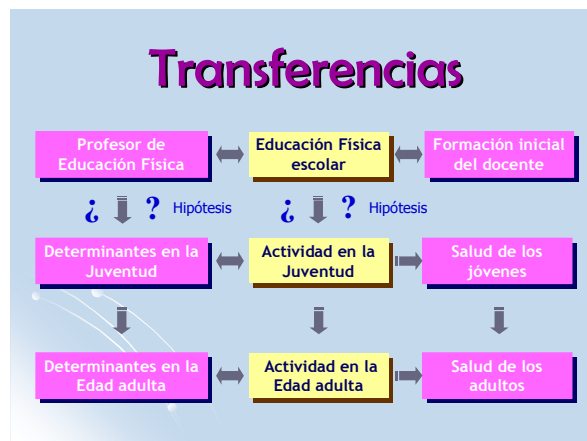 Transferencias
Profesor de
Educación Física
Educación Física
escolar
Formación inicial
del docente
¿ ? Hipótesis
¿ ? Hipótesis
Determinantes en la
Juventud
Actividad en la
Juventud
Salud de los
jóvenes
Determinantes en la
Edad adulta
Actividad en la
Edad adulta
Salud de los
adultos